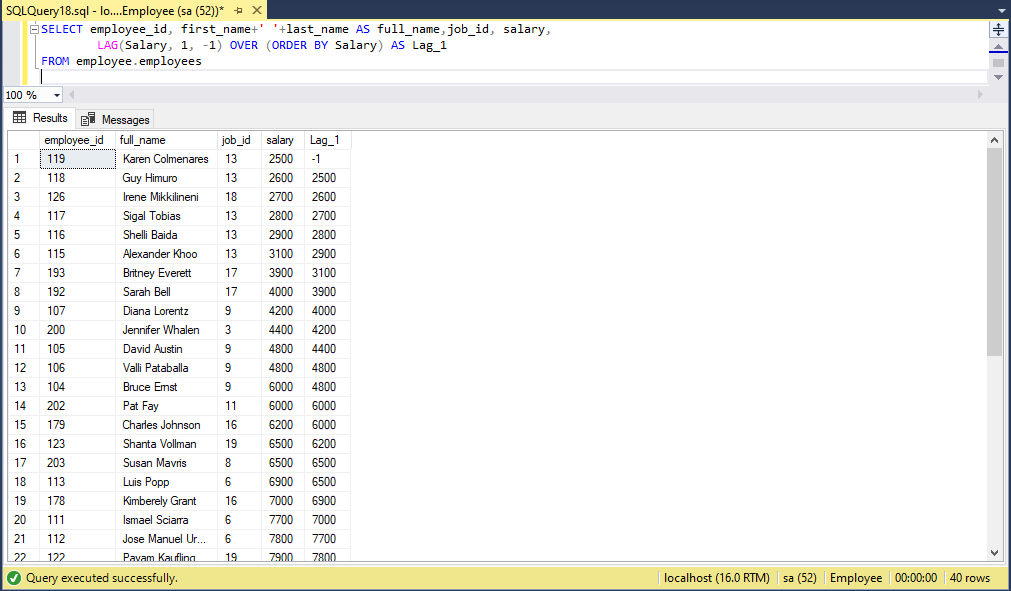 SQLQuery18.sql - lo....Employee (sa (52))*
SELECT employee_id, first_name+' '+last_name AS full_name,job_id, salary,
LAG(Salary, 1, -1) OVER (ORDER BY Salary) AS Lag_1
FROM employee.employees
100 %
Results Messages
employee_id full_name job_id salary Lag_1
1 119 Karen Colmenares 13 2500 -1
2 118 Guy Himuro 13 2600 2500
3 126 Irene Mikkilineni 18 2700 2600
4 117 Sigal Tobias 13 2800 2700
5 116 Shelli Baida 13 2900 2800
6 115 Alexander Khoo 13 3100 2900
7 193 Britney Everett 17 3900 3100
8 192 Sarah Bell 17 4000 3900
9 107 Diana Lorentz 9 4200 4000
10 200 Jennifer Whalen 3 4400 4200
11 105 David Austin 9 4800 4400
12 106 Valli Pataballa 9 4800 4800
13 104 Bruce Ernst 9 6000 4800
14 202 Pat Fay 11 6000 6000
15 179 Charles Johnson 16 6200 6000
16 123 Shanta Vollman 19 6500 6200
17 203 Susan Mavris 8 6500 6500
18 113 Luis Popp 6 6900 6500
19 178 Kimberely Grant 16 7000 6900
20 111 Ismael Sciarra 6 7700 7000
21 112 Jose Manuel Ur... 6 7800 7700
22 122 Payam Kaufling 19 7900 7800
Query executed successfully. localhost (16.0 RTM) sa (52) Employee 00:00:00 40 rows